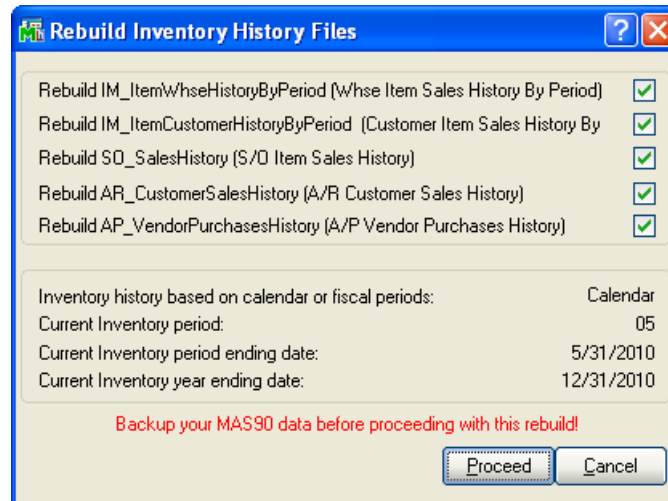 Rebuild Inventory History Files
Rebuild IM_ItemWhseHistoryByPeriod (Whse Item Sales History By Period)
Rebuild IM_ItemCustomerHistoryByPeriod (Customer Item Sales History By
Rebuild SO_SalesHistory (S/O Item Sales History)
Rebuild AR_CustomerSalesHistory (A/R Customer Sales History)
Rebuild AP_VendorPurchasesHistory (A/P Vendor Purchases History)
Inventory history based on calendar or fiscal periods: Calendar
Current Inventory period: 05
Current Inventory period ending date: 5/31/2010
Current Inventory year ending date: 12/31/2010
Backup your MAS90 data before proceeding with this rebuild!
Proceed Cancel